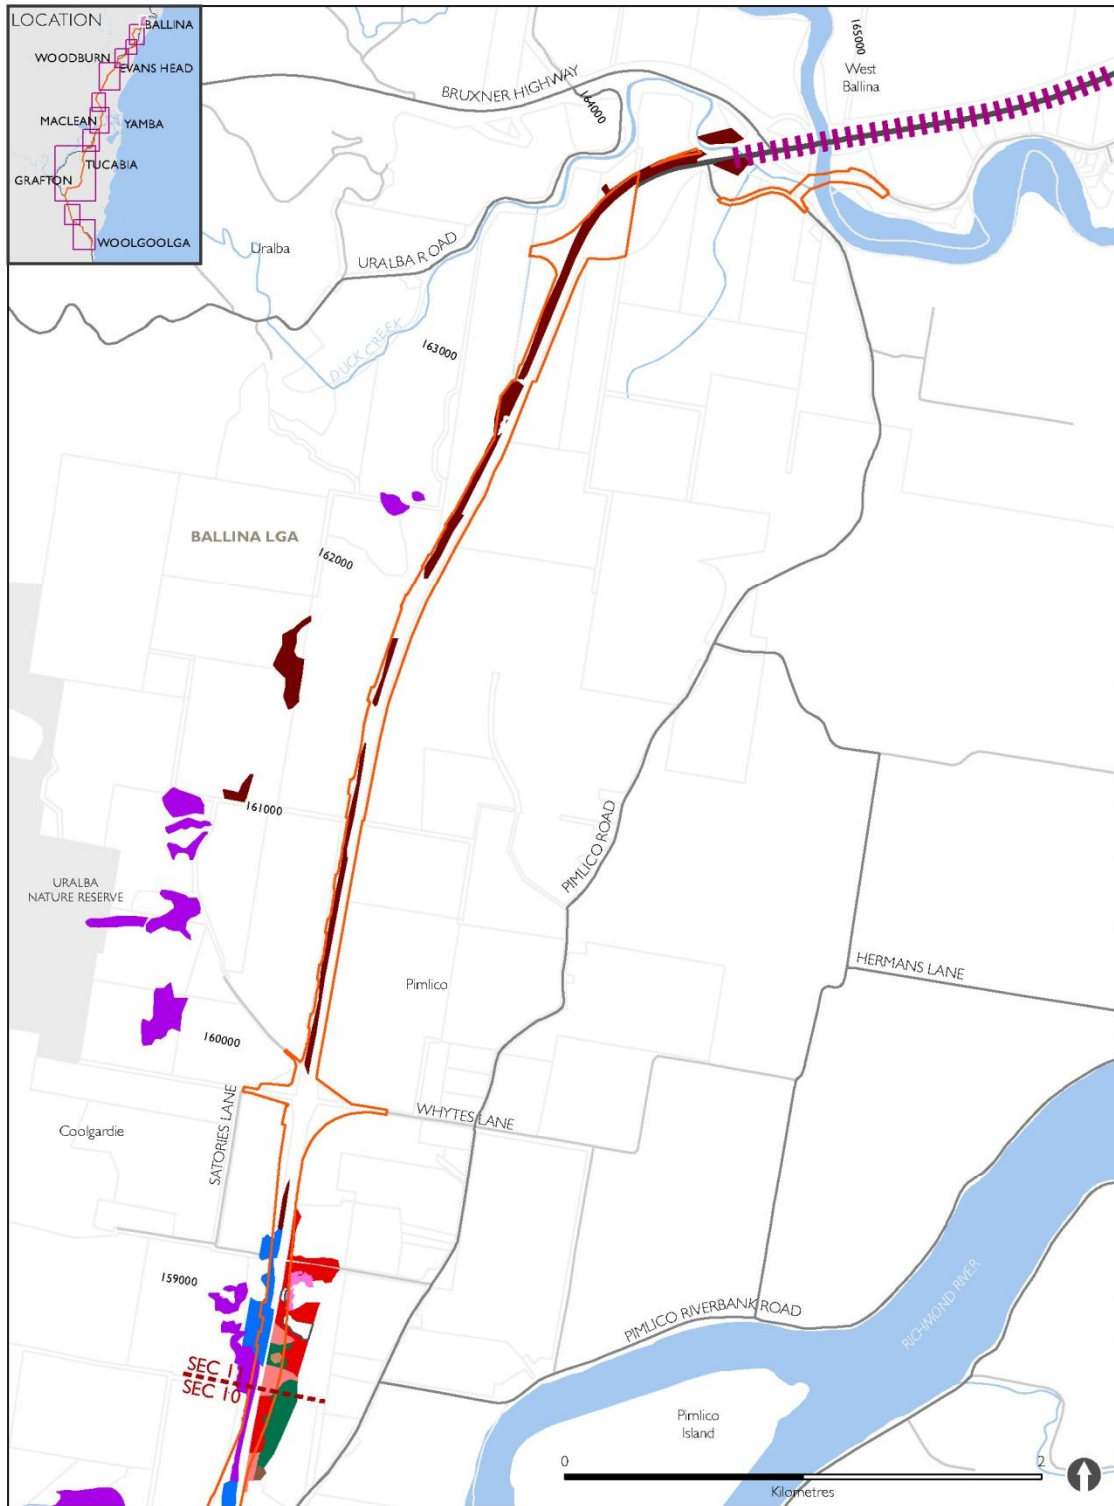 LOCATION
BALLINA
WOODBURN
EVANS HEAD
MACLEAN
YAMBA
TUCABIA
GRAFTON
WOOLGOOLGA
BRUXNER HIGHWAY
164000
165000
West
Ballina
Uralba
URALBA ROAD
DUCK CREEK
163000
BALLINA LGA
162000
161000
PIMLICO ROAD
URALBA
NATURE RESERVE
HERMANS LANE
Pimlico
160000
WHYTES LANE
SATORIES LANE
Coolgardie
159000
RICHMOND RIVER
PIMLICO RIVERBANK ROAD
SEC 11
SEC 10
Pimlico
Island
0 2
Kilometres